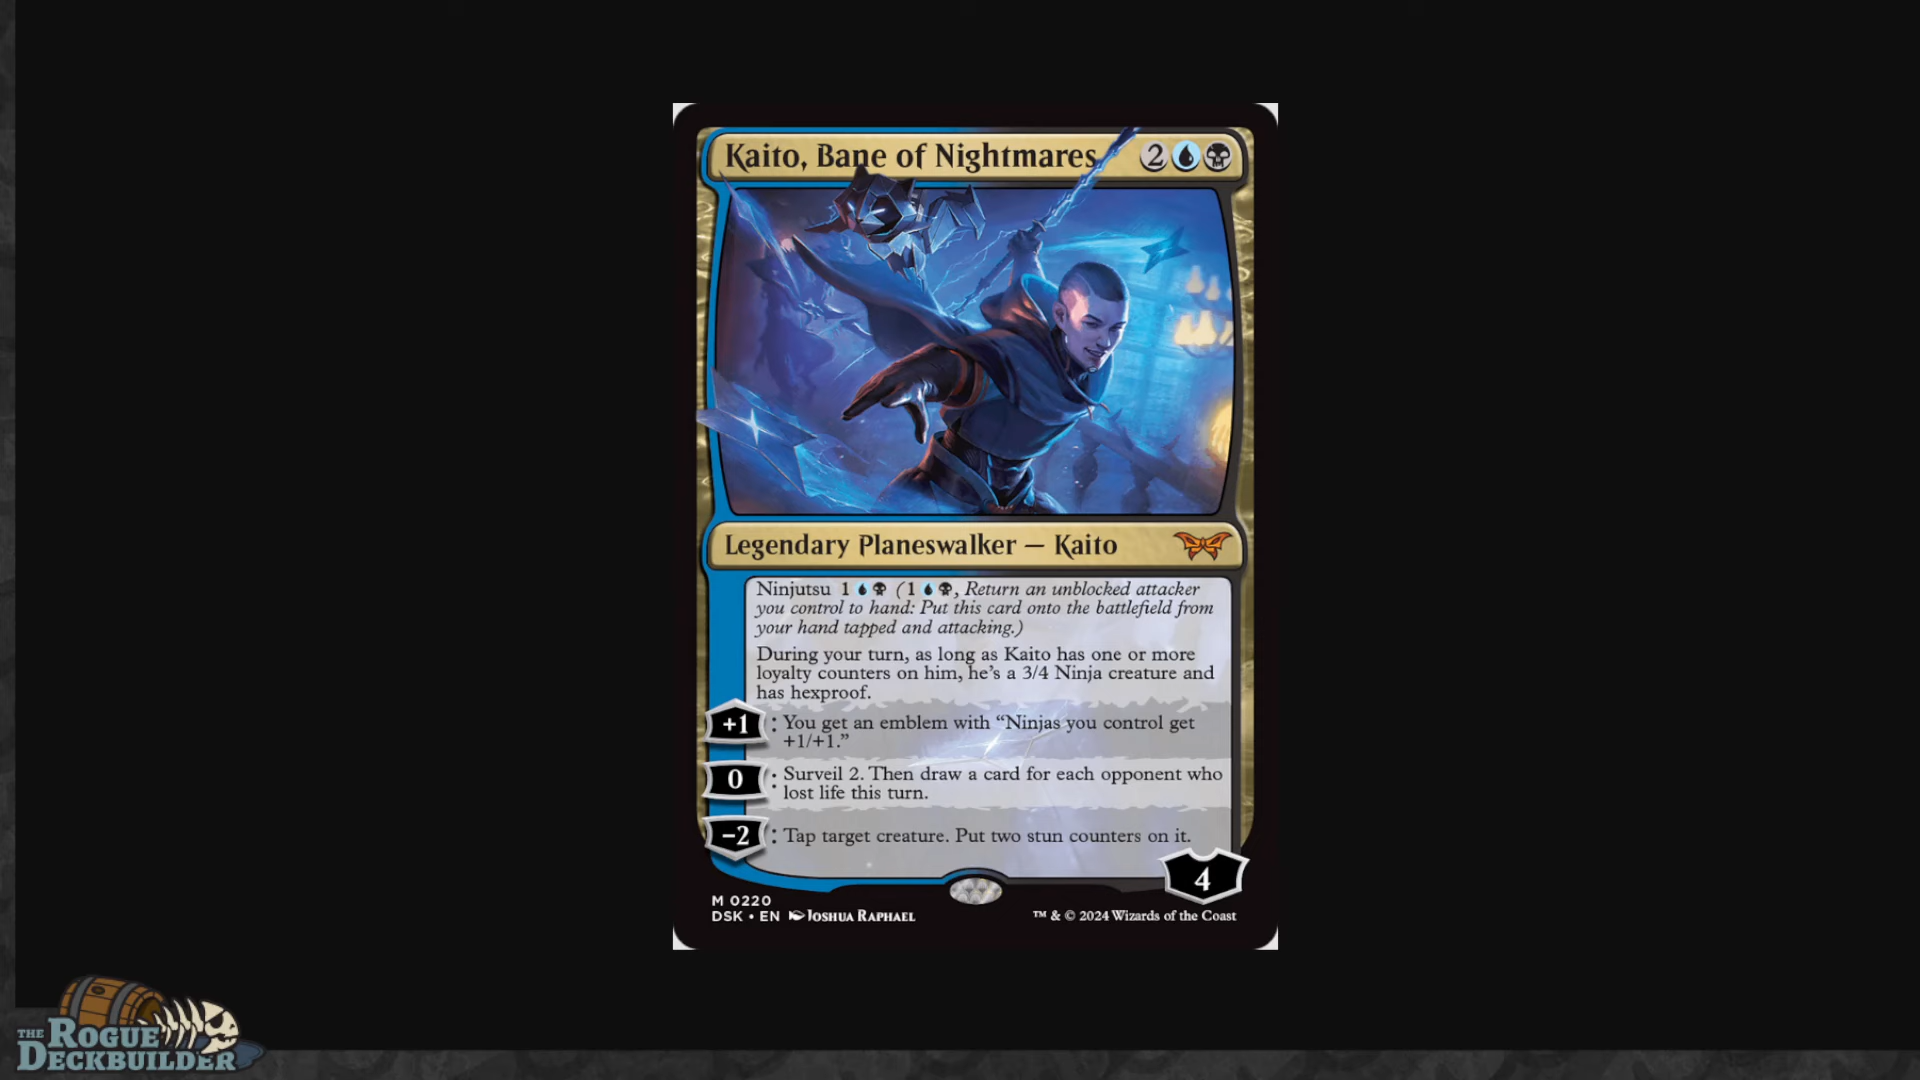 Kaito, Bane of Nightmares 2
Legendary Planeswalker — Kaito
Ninjutsu 1 (1, Return an unblocked attacker
you control to hand: Put this card onto the battlefield from
your hand tapped and attacking.)
During your turn, as long as Kaito has one or more
loyalty counters on him, he's a 3/4 Ninja creature and
has hexproof.
+1: You get an emblem with “Ninjas you control get
+1/+1.”
0: Surveil 2. Then draw a card for each opponent who
lost life this turn.
−2: Tap target creature. Put two stun counters on it.
4
M 0220
DSK • EN Joshua Raphael ™ & © 2024 Wizards of the Coast
THE ROGUE
DECKBUILDER